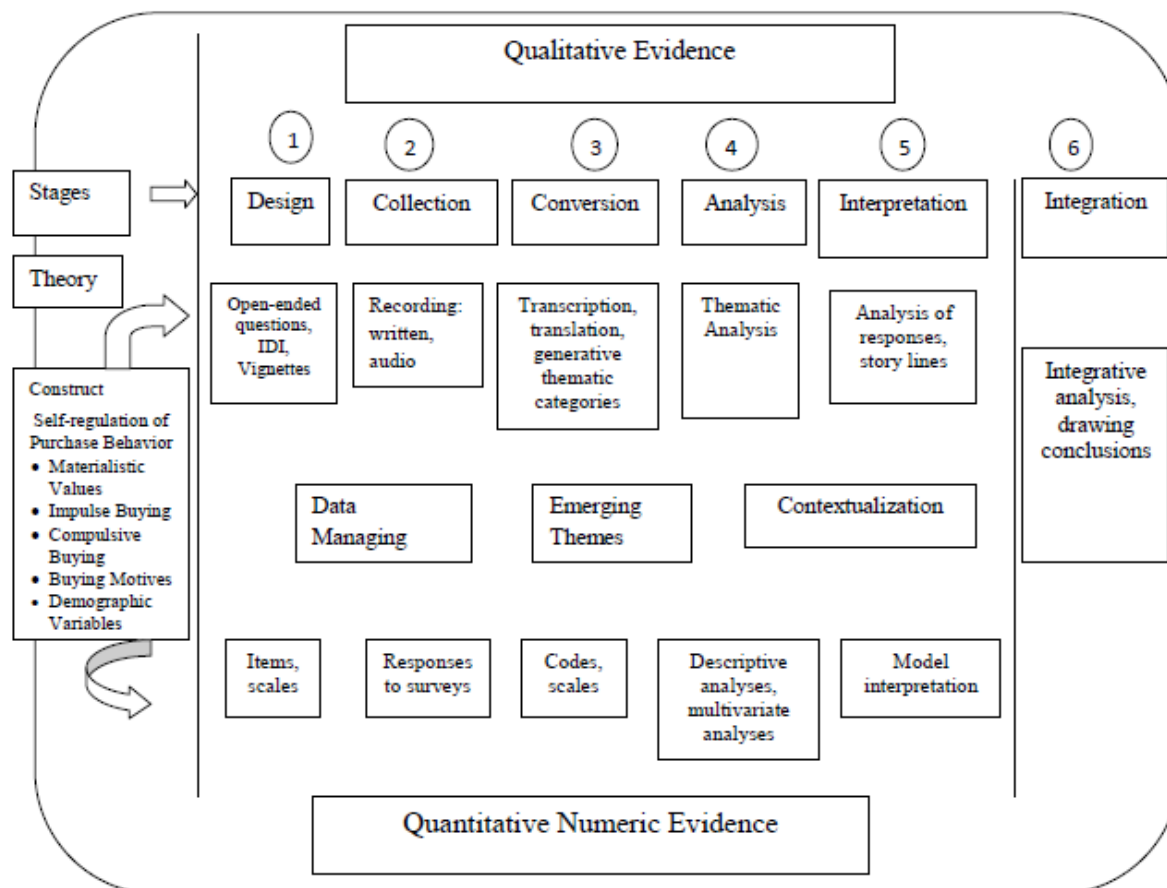 Qualitative Evidence
1
2
3
4
5
6
Stages
Design
Collection
Conversion
Analysis
Interpretation
Integration
Theory
Open-ended
questions,
IDI,
Vignettes
Recording:
written,
audio
Transcription,
translation,
generative
thematic
categories
Thematic
Analysis
Analysis of
responses,
story lines
Integrative
analysis,
drawing
conclusions
Construct
Self-regulation of
Purchase Behavior
• Materialistic
Values
• Impulse Buying
• Compulsive
Buying
• Buying Motives
• Demographic
Variables
Data
Managing
Emerging
Themes
Contextualization
Items,
scales
Responses
to surveys
Codes,
scales
Descriptive
analyses,
multivariate
analyses
Model
interpretation
Quantitative Numeric Evidence